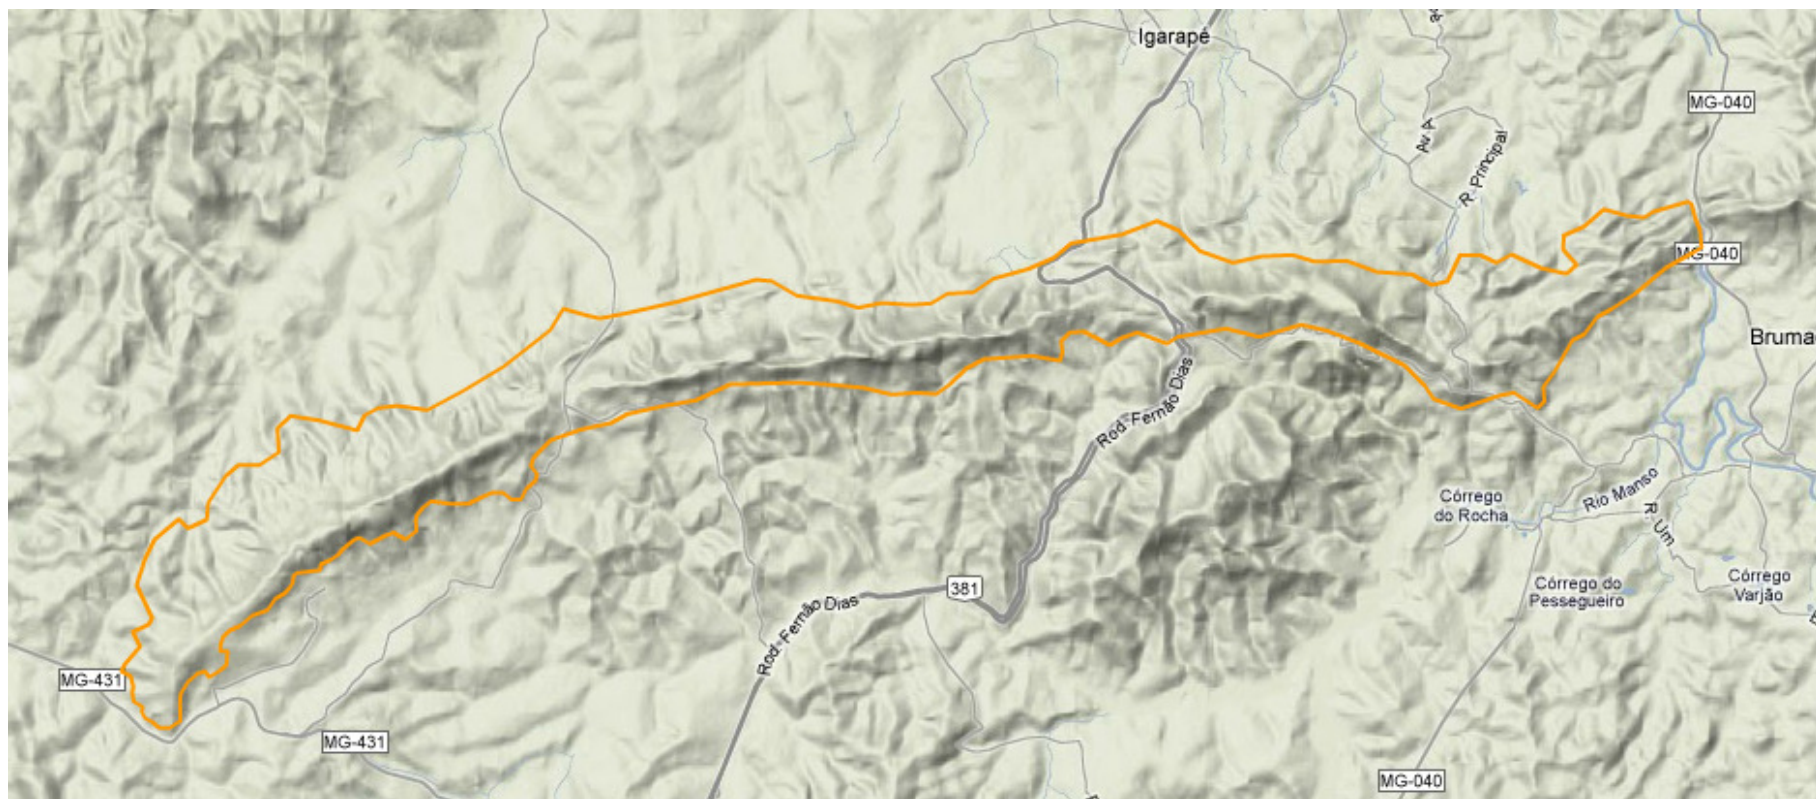 Igarapé
MG-040
Av A
R. Principal
MG-040
Bruma
Rod. Fernão Dias
Córrego
do Rocha
Rio Manso
R. Um
381
Rod. Fernão Dias
Córrego do
Pessegueiro
Córrego
Varjão
MG-431
MG-431
MG-040